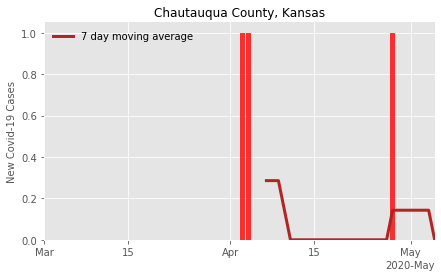 Chautauqua County, Kansas
7 day moving average
New Covid-19 Cases
1.0
0.8
0.6
0.4
0.2
0.0
Mar 15 Apr 15 May
2020-May